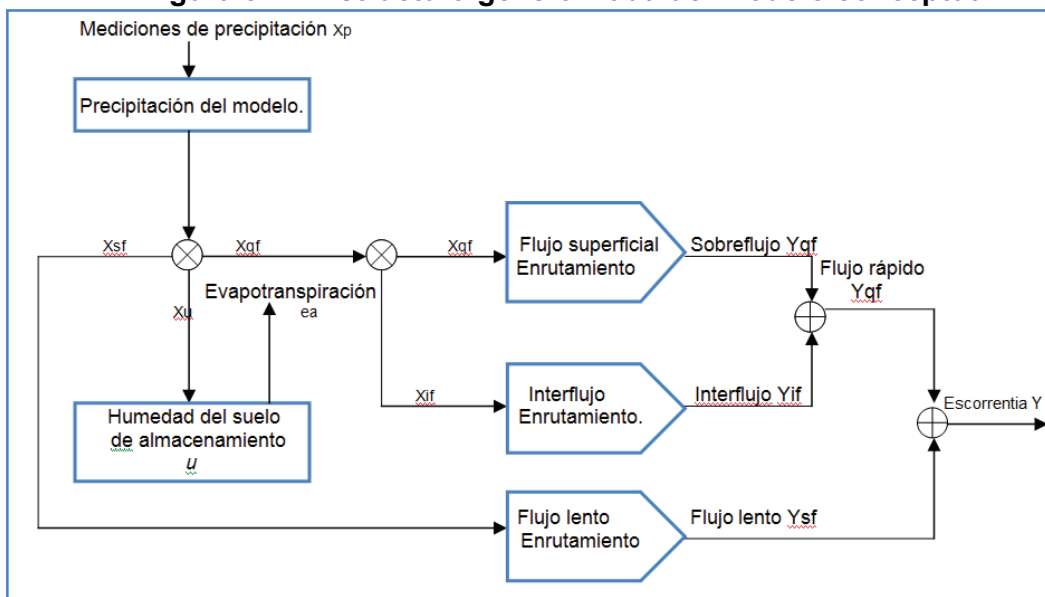 Mediciones de precipitación Xp
Precipitación del modelo.
Xsf
Xqf
Xqf
Flujo superficial
Enrutamiento
Sobreflujo Yqf
Flujo rápido
Yqf
Evapotranspiración
ea
Xu
Xif
Interflujo
Enrutamiento.
Interflujo Yif
Escorrentia Y
Humedad del suelo
de almacenamiento
u
Flujo lento
Enrutamiento
Flujo lento Ysf